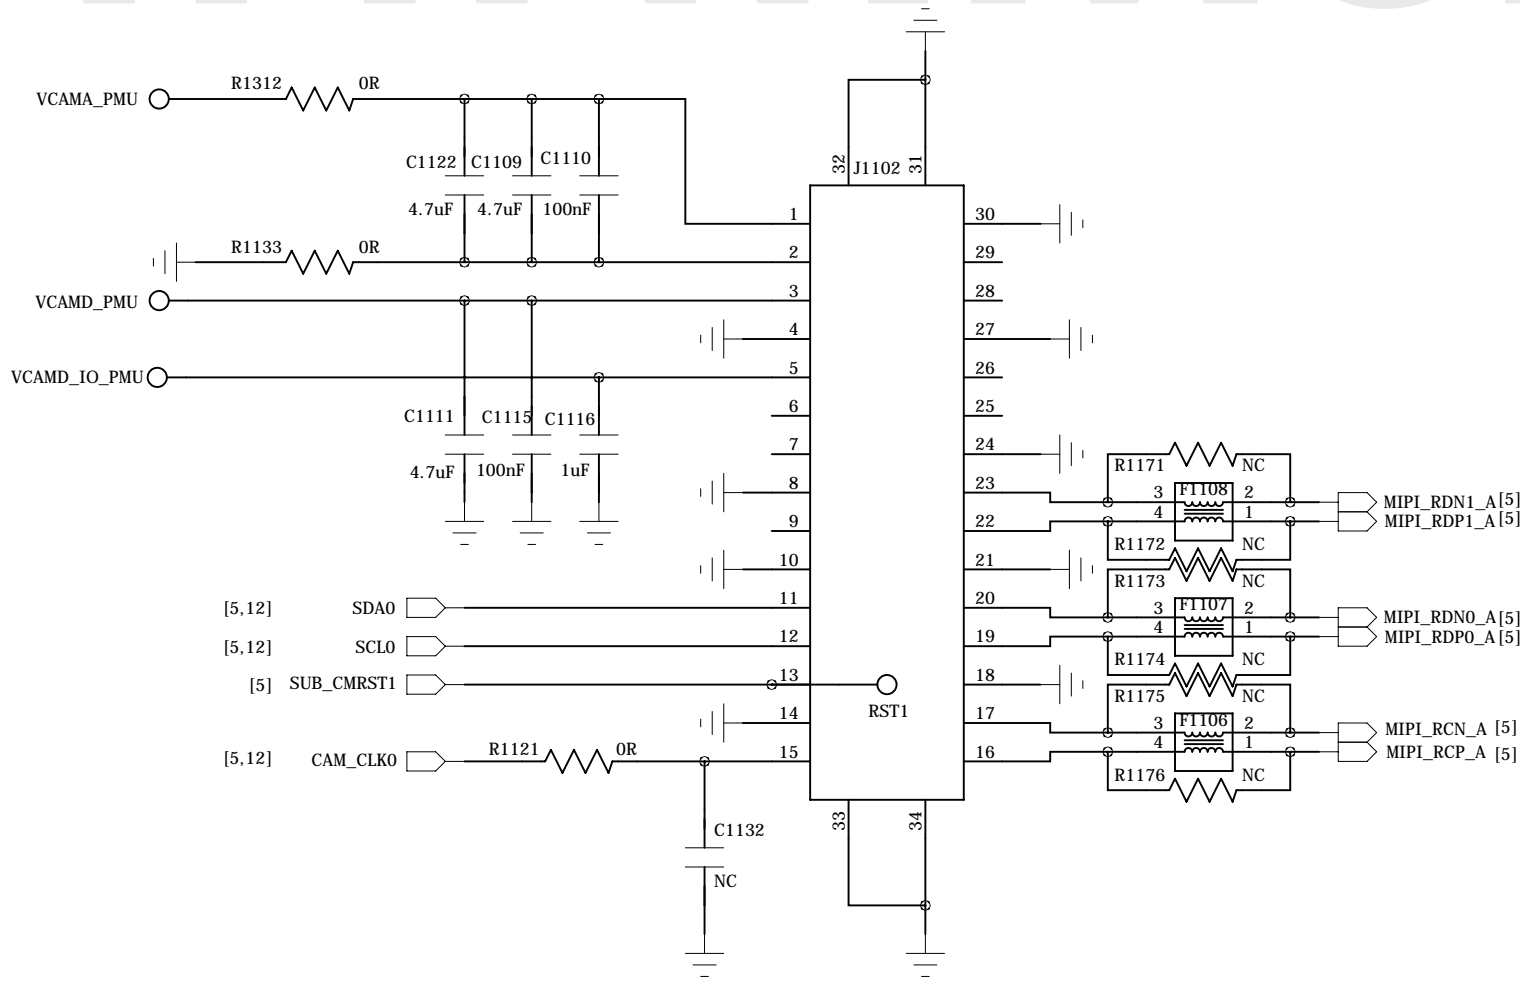 R1312 0R
VCAMA_PMU
C1122 C1109 C1110
4.7uF 4.7uF 100nF
R1133 0R
VCAMD_PMU
VCAMD_IO_PMU
C1111 C1115 C1116
4.7uF 100nF 1uF
[5,12] SDA0
[5,12] SCL0
[5] SUB_CMRST1
[5,12] CAM_CLK0
R1121 0R
C1132
NC
32 31
J1102
1 30
2 29
3 28
4 27
5 26
6 25
7 24
8 23
9 22
10 21
11 20
12 19
13 18
RST1
14 17
15 16
33 34
R1171 NC
3 F1108 2
4 1
R1172 NC
MIPI_RDN1_A [5]
MIPI_RDP1_A [5]
R1173 NC
3 F1107 2
4 1
R1174 NC
MIPI_RDN0_A [5]
MIPI_RDP0_A [5]
R1175 NC
3 F1106 2
4 1
R1176 NC
MIPI_RCN_A [5]
MIPI_RCP_A [5]